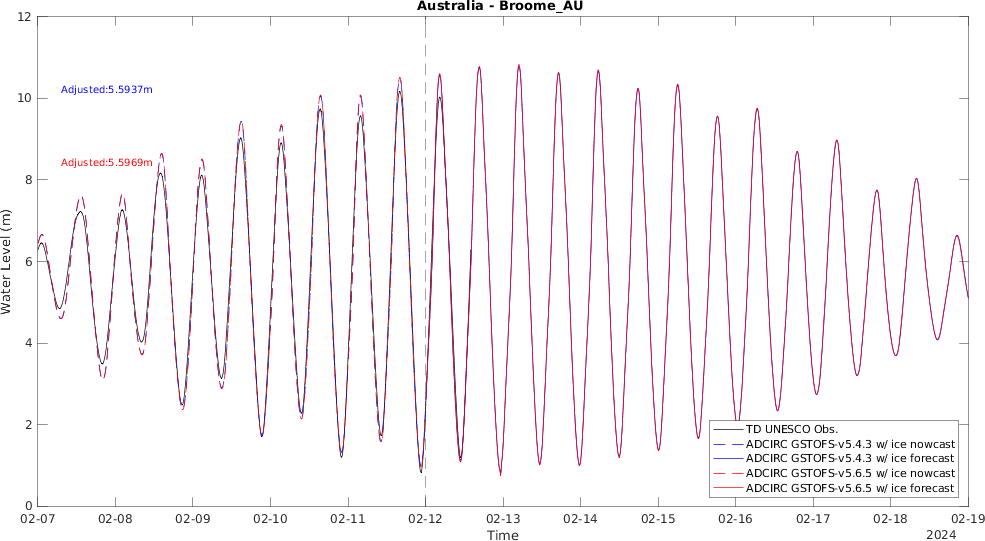 Australia - Broome_AU
12
10
8
6
4
2
0
Water Level (m)
Adjusted:5.5937m
Adjusted:5.5969m
TD UNESCO Obs.
ADCIRC GSTOFS-v5.4.3 w/ ice nowcast
ADCIRC GSTOFS-v5.4.3 w/ ice forecast
ADCIRC GSTOFS-v5.6.5 w/ ice nowcast
ADCIRC GSTOFS-v5.6.5 w/ ice forecast
02-07 02-08 02-09 02-10 02-11 02-12 02-13 02-14 02-15 02-16 02-17 02-18 02-19
Time
2024